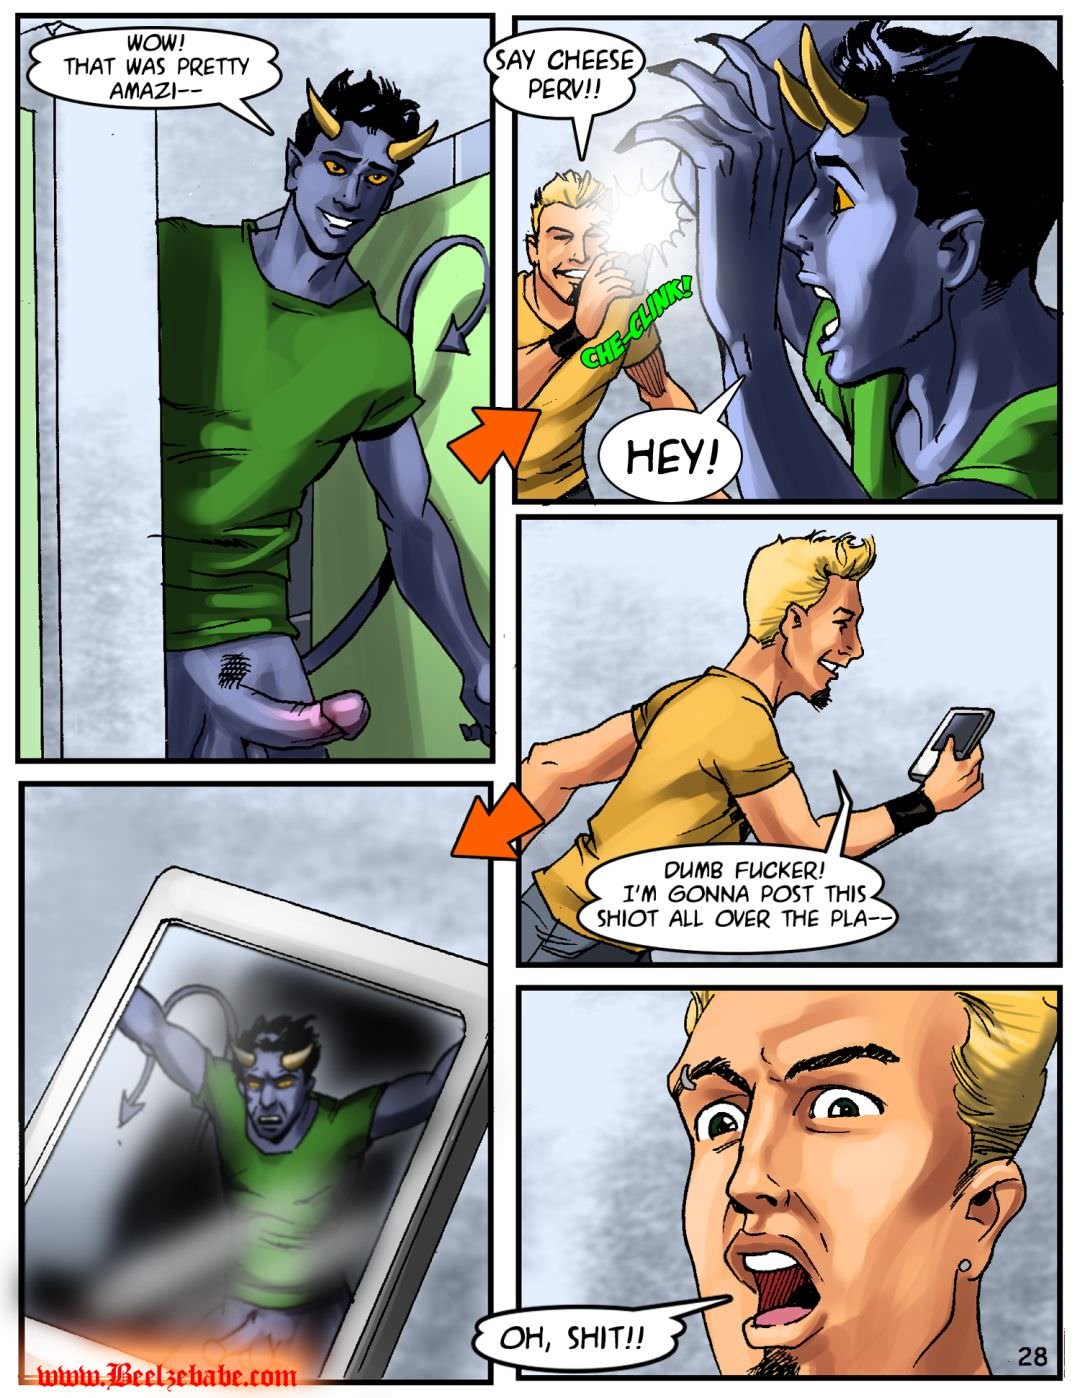 WOW!
THAT WAS PRETTY
AMAZI--
SAY CHEESE
PERV!!
CHE-CLINK!
HEY!
DUMB FUCKER!
I'M GONNA POST THIS
SHIOT ALL OVER THE PLA--
OH, SHIT!!
28
www.Beelzebabe.com